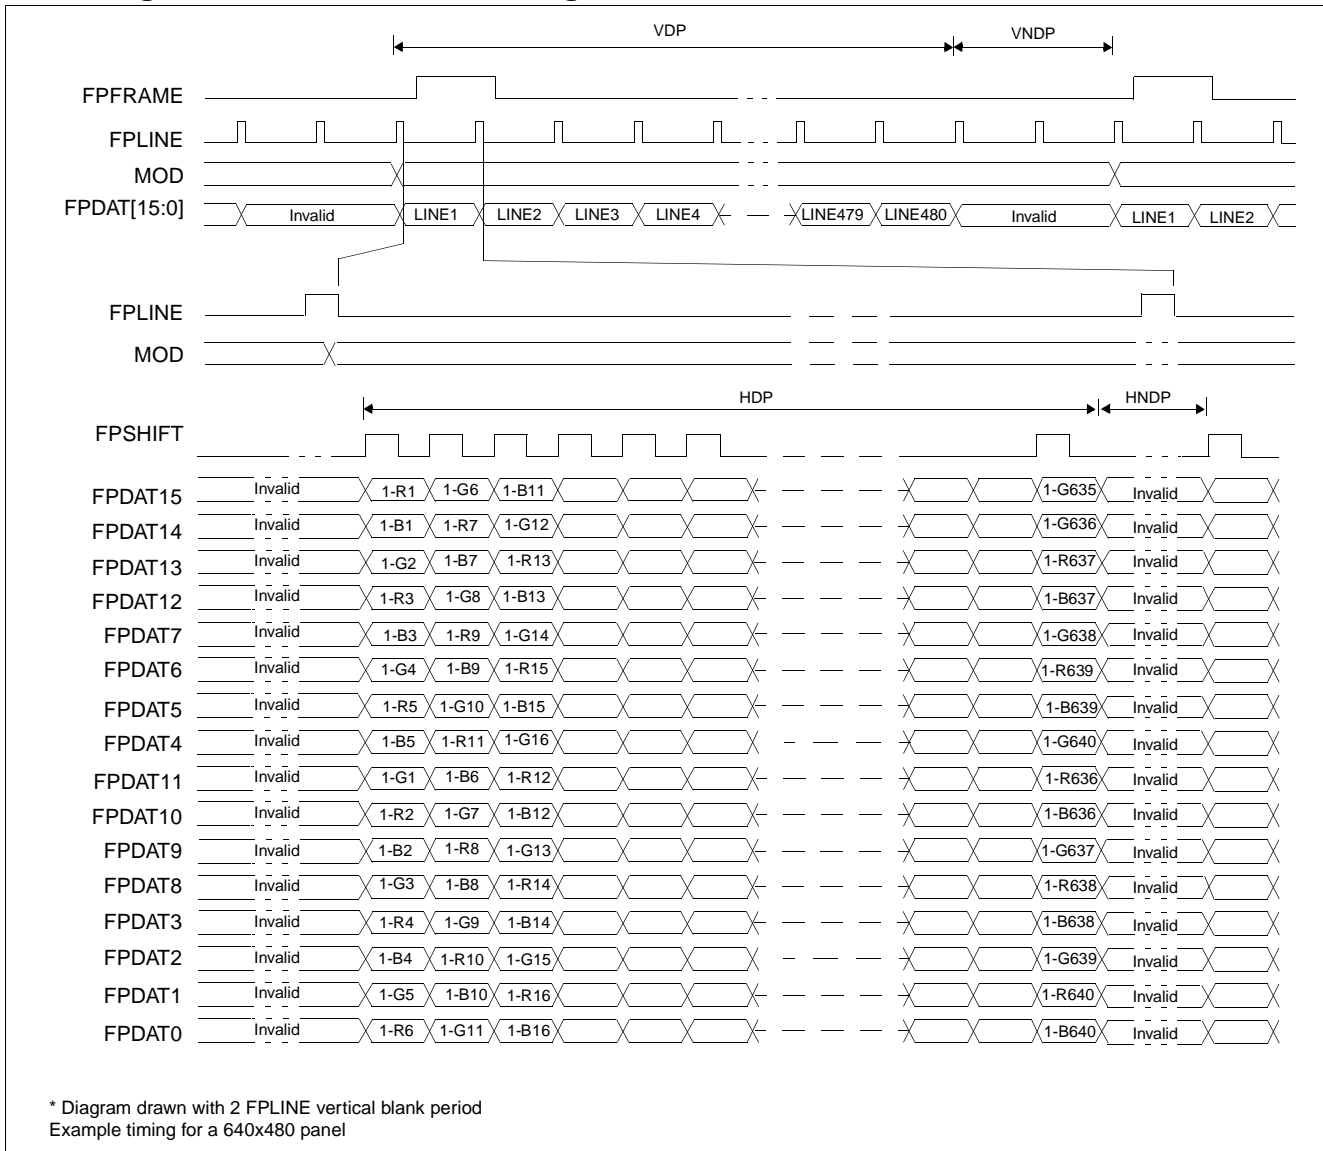 VDP VNDP
FPFRAME
FPLINE
MOD
FPDAT[15:0] Invalid LINE1 LINE2 LINE3 LINE4 LINE479 LINE480 Invalid LINE1 LINE2
FPLINE
MOD
HDP HNDP
FPSHIFT
FPDAT15 Invalid 1-R1 1-G6 1-B11 1-G635 Invalid
FPDAT14 Invalid 1-B1 1-R7 1-G12 1-G636 Invalid
FPDAT13 Invalid 1-G2 1-B7 1-R13 1-R637 Invalid
FPDAT12 Invalid 1-R3 1-G8 1-B13 1-B637 Invalid
FPDAT7 Invalid 1-B3 1-R9 1-G14 1-G638 Invalid
FPDAT6 Invalid 1-G4 1-B9 1-R15 1-R639 Invalid
FPDAT5 Invalid 1-R5 1-G10 1-B15 1-B639 Invalid
FPDAT4 Invalid 1-B5 1-R11 1-G16 1-G640 Invalid
FPDAT11 Invalid 1-G1 1-B6 1-R12 1-R636 Invalid
FPDAT10 Invalid 1-R2 1-G7 1-B12 1-B636 Invalid
FPDAT9 Invalid 1-B2 1-R8 1-G13 1-G637 Invalid
FPDAT8 Invalid 1-G3 1-B8 1-R14 1-R638 Invalid
FPDAT3 Invalid 1-R4 1-G9 1-B14 1-B638 Invalid
FPDAT2 Invalid 1-B4 1-R10 1-G15 1-G639 Invalid
FPDAT1 Invalid 1-G5 1-B10 1-R16 1-R640 Invalid
FPDAT0 Invalid 1-R6 1-G11 1-B16 1-B640 Invalid
* Diagram drawn with 2 FPLINE vertical blank period
Example timing for a 640x480 panel